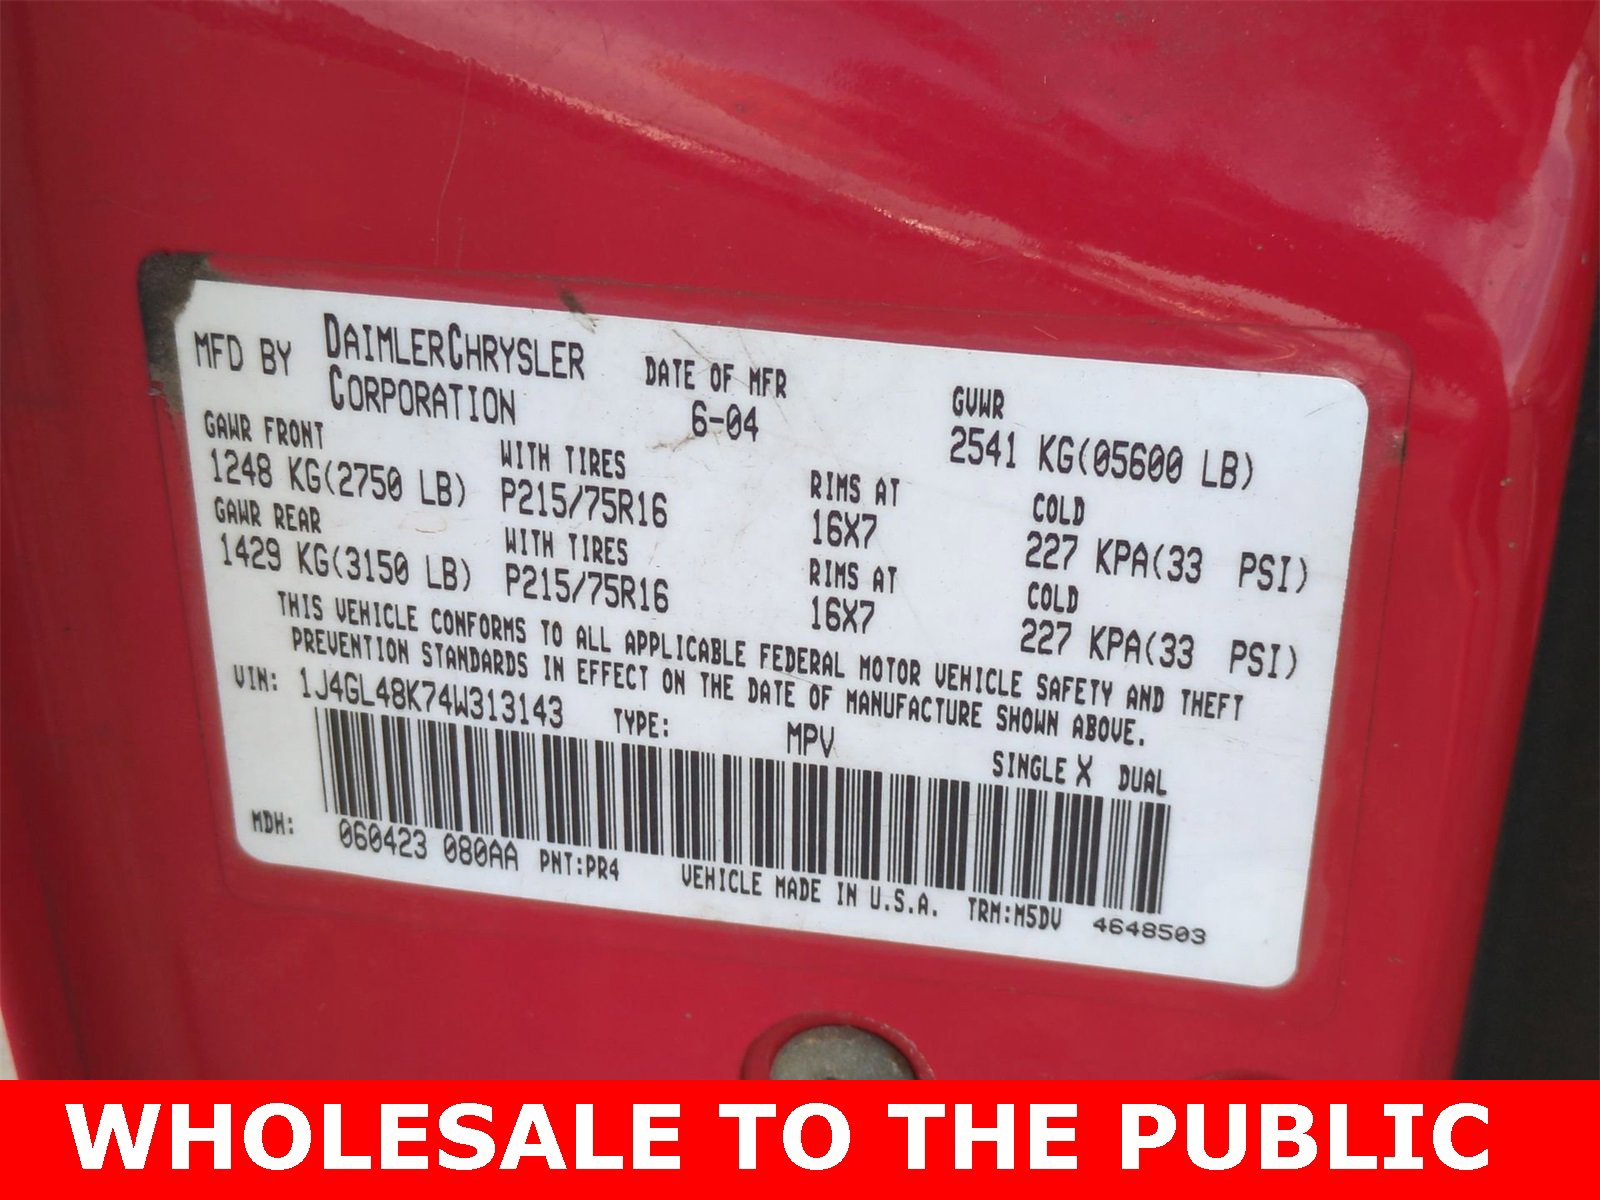 MFD BY DAIMLERCHRYSLER CORPORATION
DATE OF MFR
6-04
GVWR
2541 KG(05600 LB)
GAWR FRONT
1248 KG(2750 LB)
WITH TIRES
P215/75R16
RIMS AT
16X7
COLD
227 KPA(33 PSI)
GAWR REAR
1429 KG(3150 LB)
WITH TIRES
P215/75R16
RIMS AT
16X7
COLD
227 KPA(33 PSI)
THIS VEHICLE CONFORMS TO ALL APPLICABLE FEDERAL MOTOR VEHICLE SAFETY AND THEFT
PREVENTION STANDARDS IN EFFECT ON THE DATE OF MANUFACTURE SHOWN ABOVE.
VIN: 1J4GL48K74W313143 TYPE: MPV SINGLE X DUAL
MDH: 060423 080AA PNT:PR4 VEHICLE MADE IN U.S.A. TRM:M5DV 4648503
WHOLESALE TO THE PUBLIC